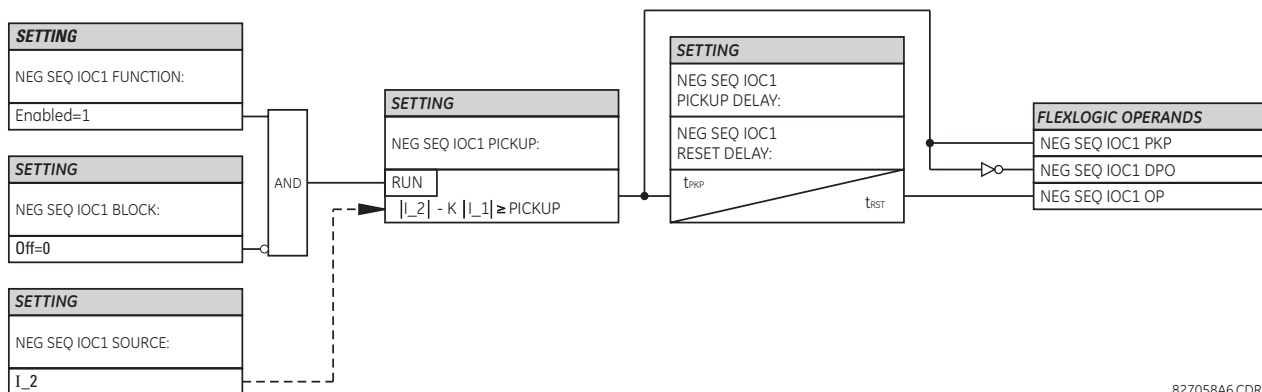 SETTING
NEG SEQ IOC1 FUNCTION:
Enabled=1
SETTING
NEG SEQ IOC1 BLOCK:
Off=0
SETTING
NEG SEQ IOC1 SOURCE:
I_2
AND
SETTING
NEG SEQ IOC1 PICKUP:
RUN
|I_2| - K |I_1| ≥ PICKUP
SETTING
NEG SEQ IOC1
PICKUP DELAY:
NEG SEQ IOC1
RESET DELAY:
tPKP
tRST
FLEXLOGIC OPERANDS
NEG SEQ IOC1 PKP
NEG SEQ IOC1 DPO
NEG SEQ IOC1 OP
827058A6.CDR